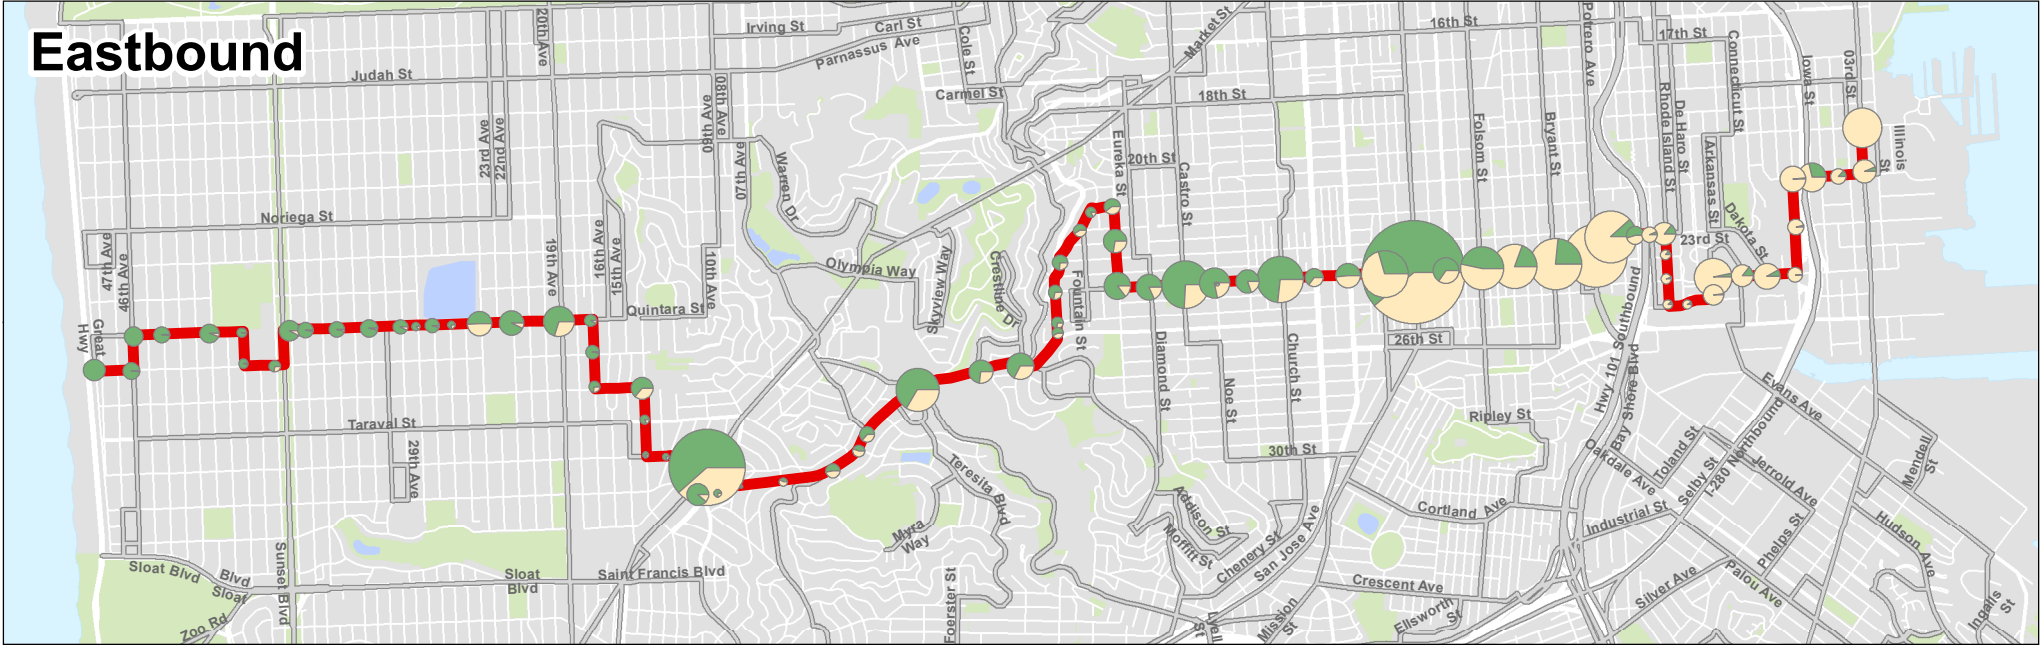 Eastbound
Irving St
Carl St
Parnassus Ave
Cole St
Market St
16th St
Potrero Ave
17th St
Connecticut St
Iowa St
03rd St
Illinois
St
20th Ave
Judah St
08th Ave
09th Ave
Carmel St
18th St
23rd Ave
22nd Ave
07th Ave
Warren Dr
Eureka St
20th St
Castro St
Folsom St
Bryant St
Rhode Island St
De Haro St
Arkansas St
Dakota St
23rd St
Noriega St
47th Ave
46th Ave
19th Ave
16th Ave
15th Ave
10th Ave
Quintara St
Olympia Way
Skyview Way
Crestline Dr
Fountain St
Great
Hwy
Diamond St
Noe St
Church St
26th St
Hwy 101 Southbound
Bay Shore Blvd
Taraval St
29th Ave
Ripley St
30th St
Evans Ave
Oakdale Ave
Toland St
Selby St
I-280 Northbound
Jerrold Ave
Mendell
St
Teresita Blvd
Myra
Way
Addison St
Moffitt St
Chenery St
San Jose Ave
Cortland Ave
Industrial St
Phelps St
Hudson Ave
Sloat Blvd
Blvd
Sloat
Zoo Rd
Sunset Blvd
Sloat
Blvd
Saint Francis Blvd
Foerster St
Lyell
St
Mission
St
Crescent Ave
Ellsworth
St
Silver Ave
Palou Ave
Ingalls
St